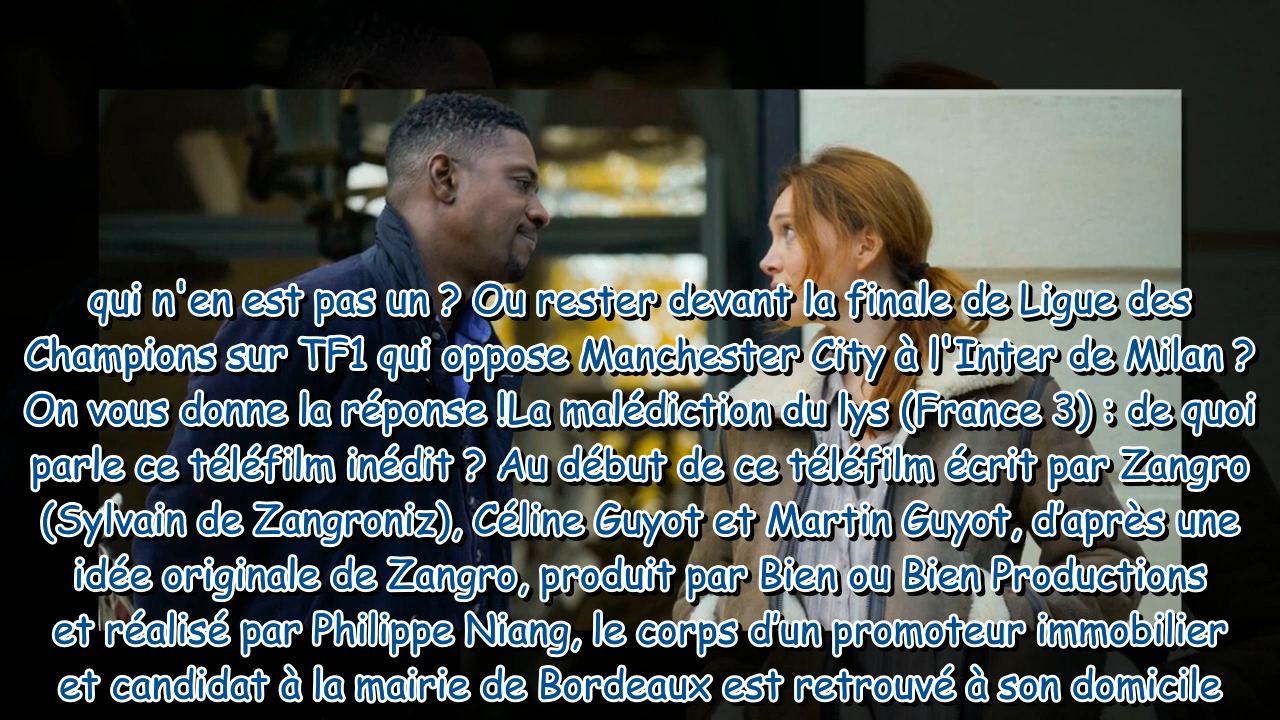 qui n'en est pas un ? Ou rester devant la finale de Ligue des
Champions sur TF1 qui oppose Manchester City à l'Inter de Milan ?
On vous donne la réponse !La malédiction du lys (France 3) : de quoi
parle ce téléfilm inédit ? Au début de ce téléfilm écrit par Zangro
(Sylvain de Zangroniz), Céline Guyot et Martin Guyot, d’après une
idée originale de Zangro, produit par Bien ou Bien Productions
et réalisé par Philippe Niang, le corps d’un promoteur immobilier
et candidat à la mairie de Bordeaux est retrouvé à son domicile